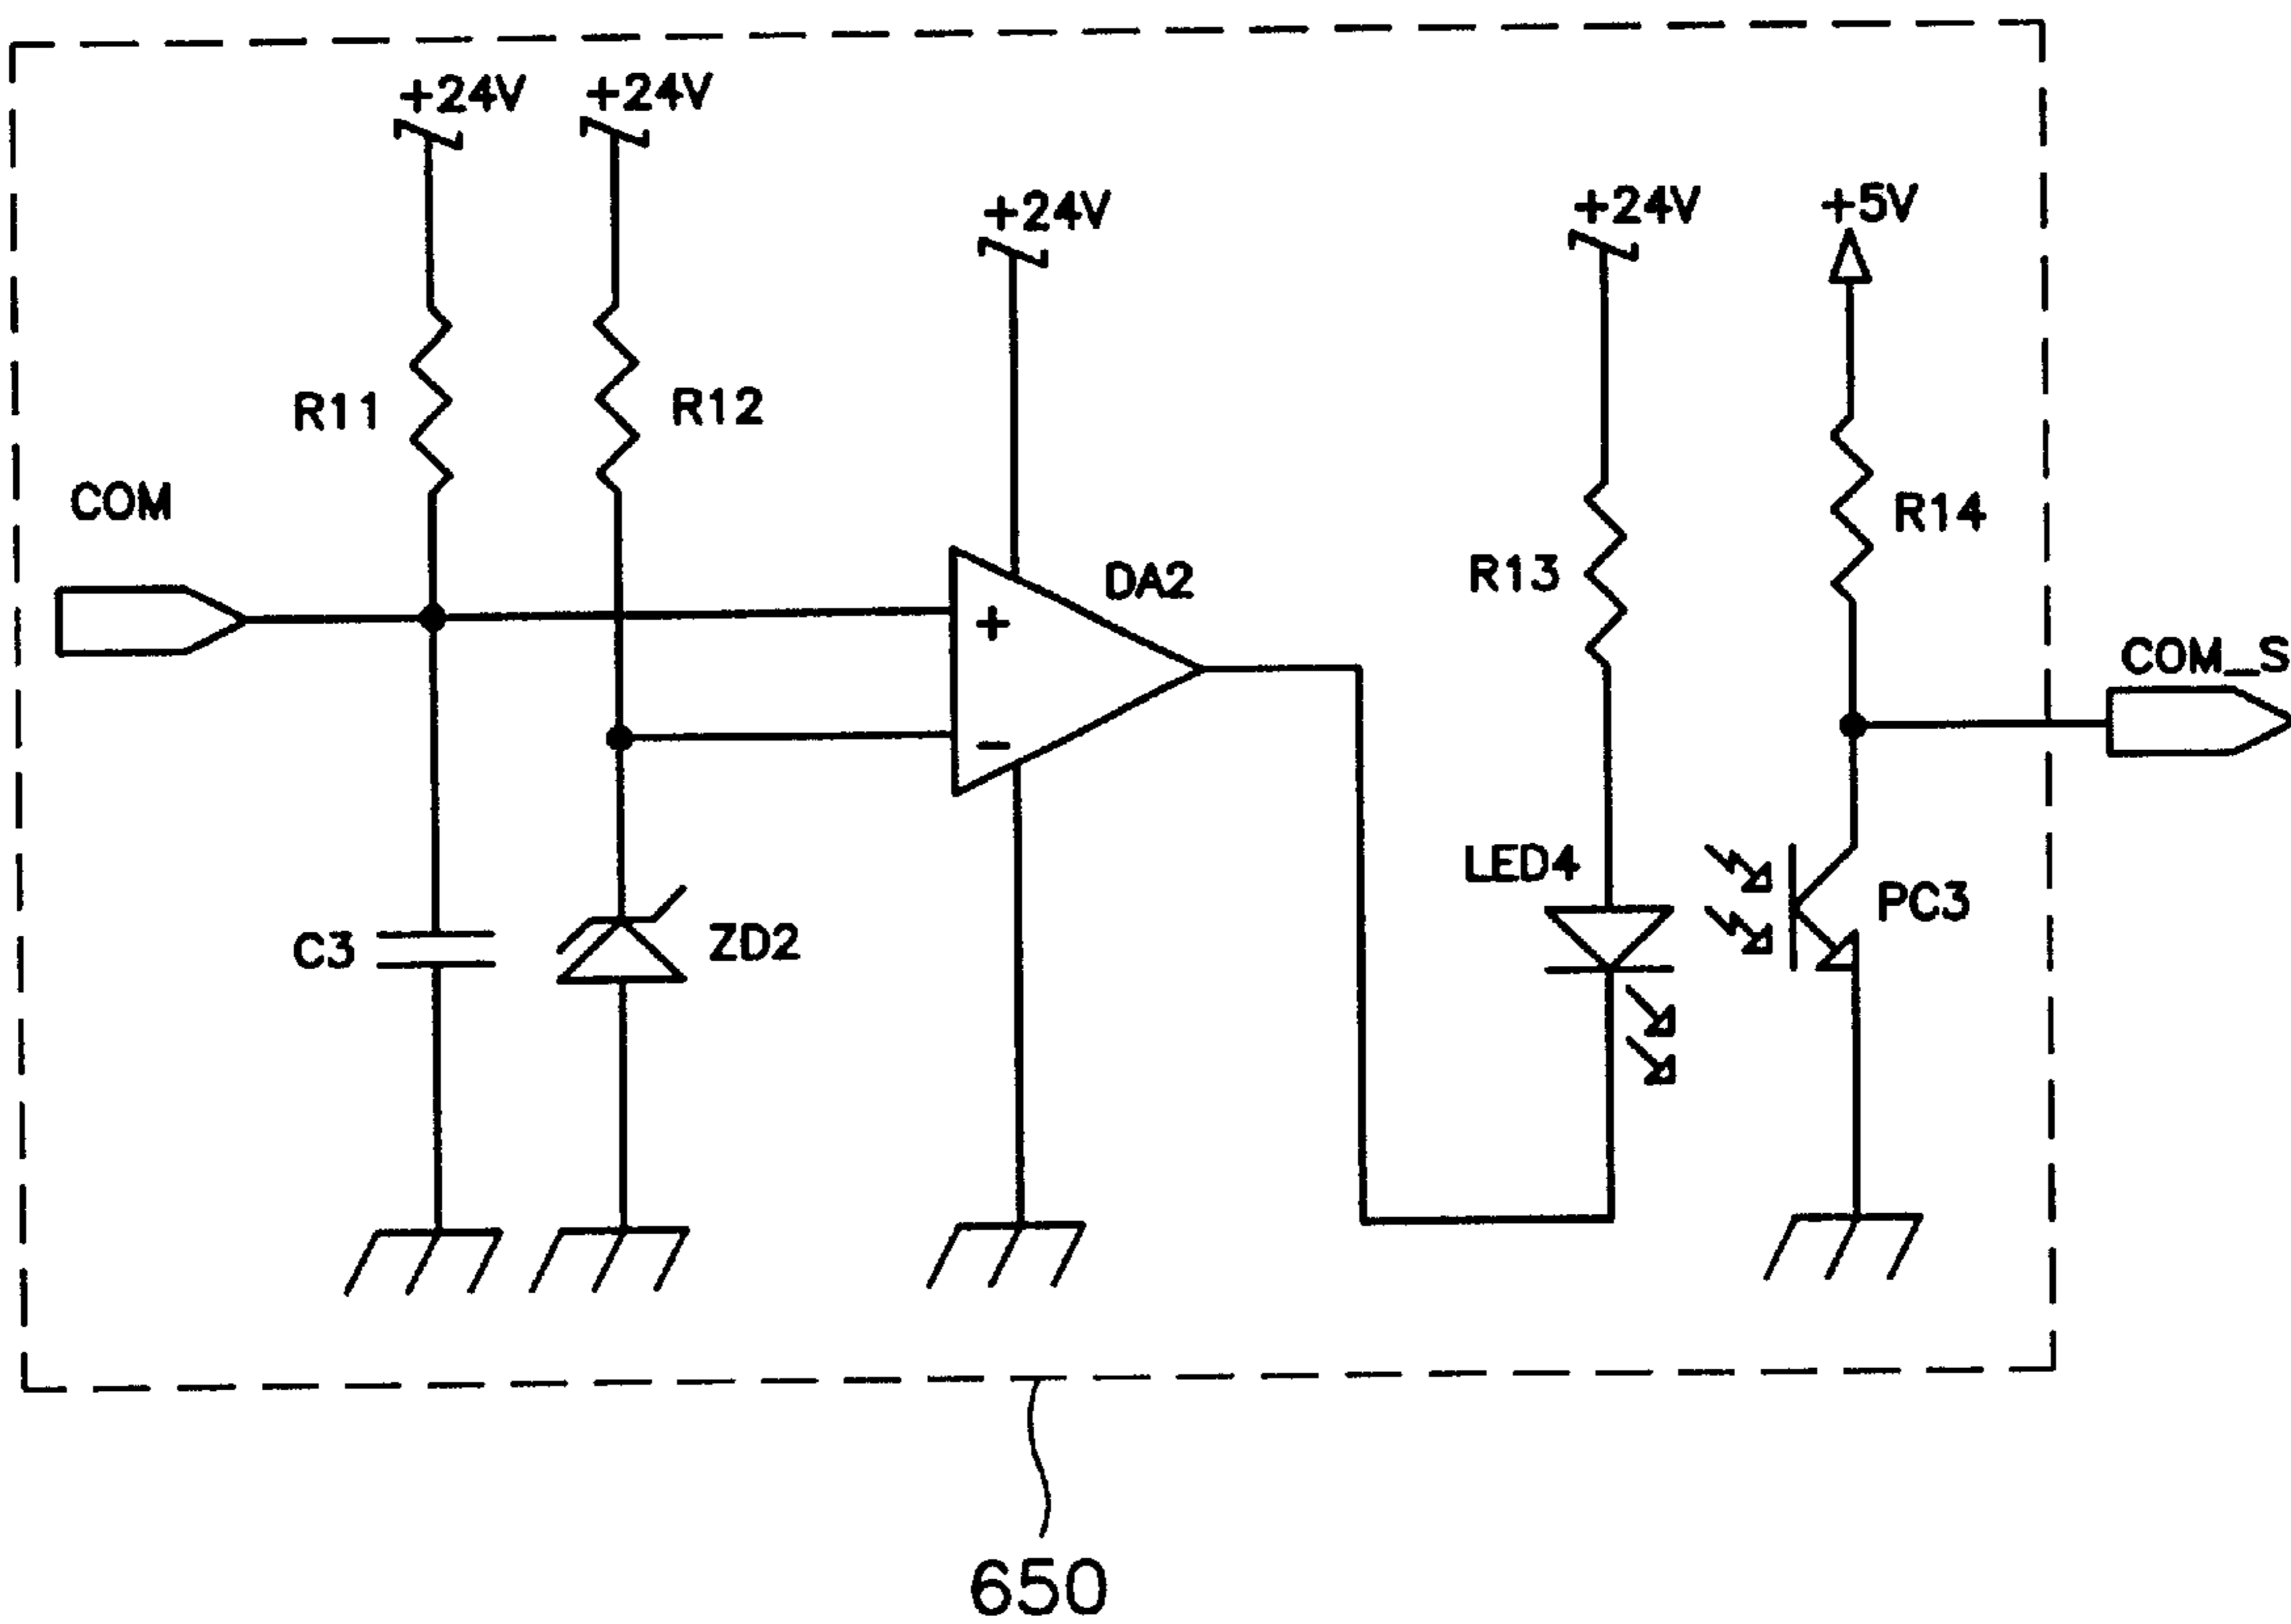 +24V
+24V
+24V
+24V
+5V
R11
R12
COM
R14
DA2
R13
COM_S
LED4
PC3
C3
ZD2
+
−
650